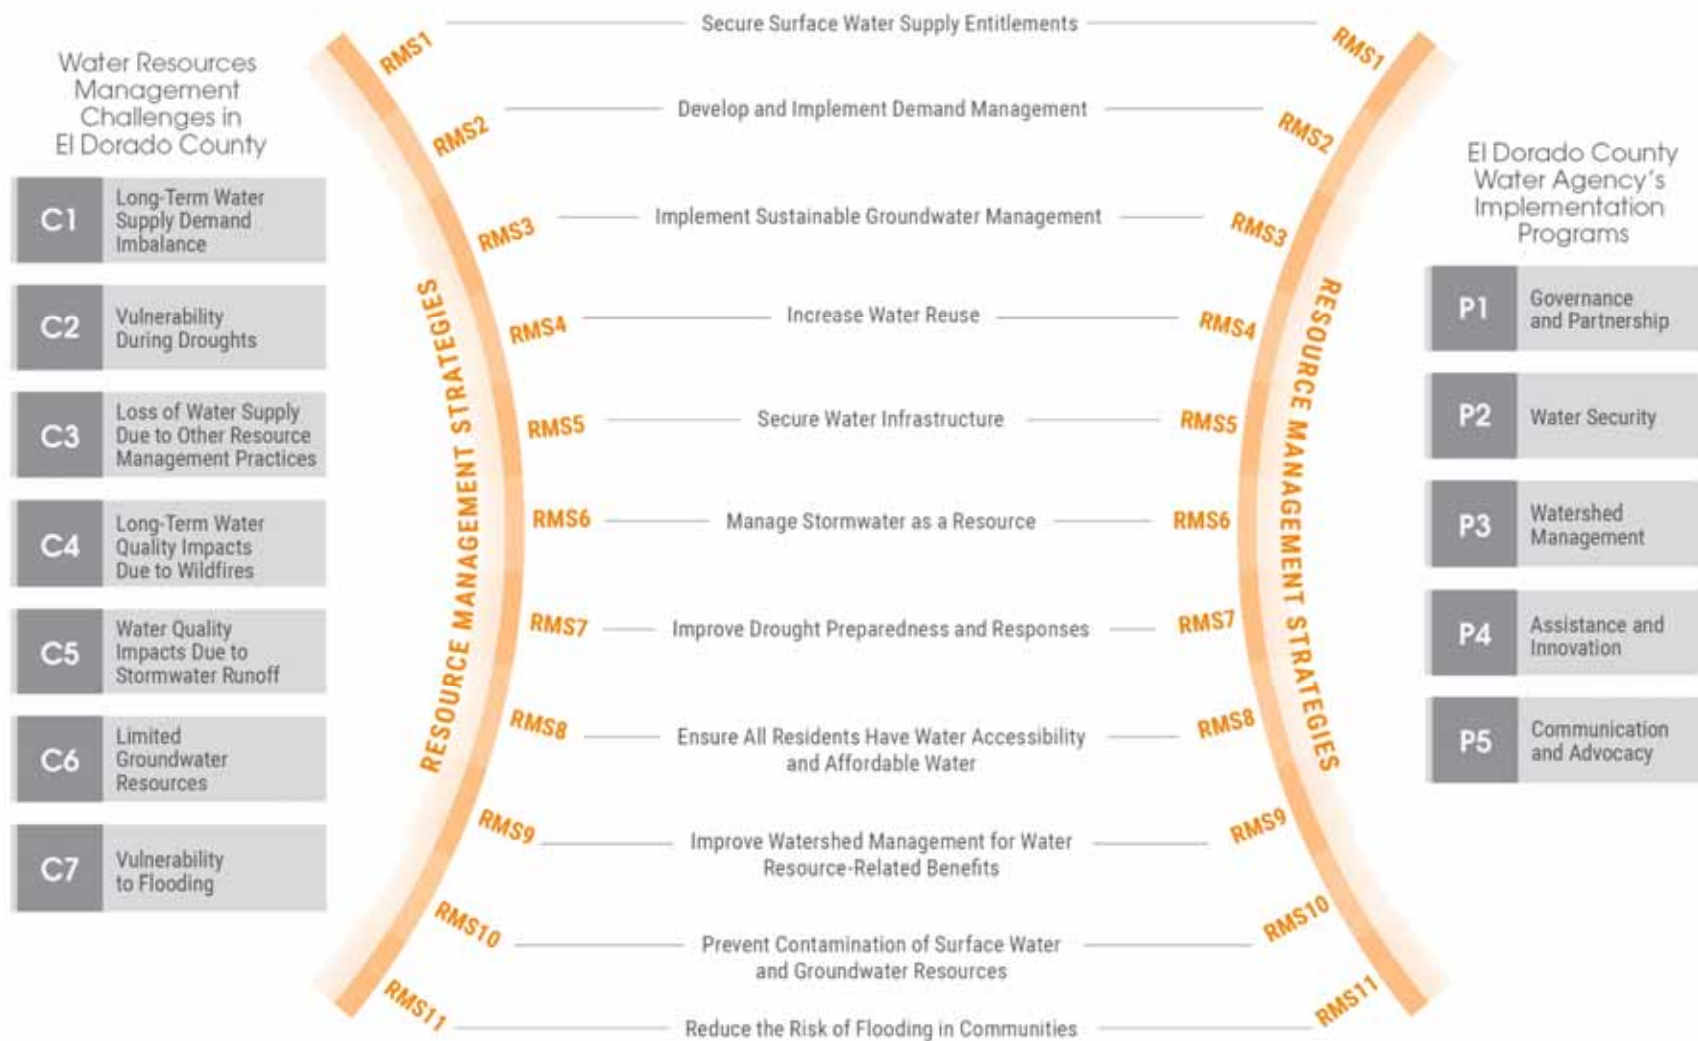 Water Resources
Management
Challenges in
El Dorado County
C1
Long-Term Water
Supply Demand
Imbalance
C2
Vulnerability
During Droughts
C3
Loss of Water Supply
Due to Other Resource
Management Practices
C4
Long-Term Water
Quality Impacts
Due to Wildfires
C5
Water Quality
Impacts Due to
Stormwater Runoff
C6
Limited
Groundwater
Resources
C7
Vulnerability
to Flooding
RESOURCE MANAGEMENT STRATEGIES
RMS1 Secure Surface Water Supply Entitlements RMS1
RMS2 Develop and Implement Demand Management RMS2
RMS3 Implement Sustainable Groundwater Management RMS3
RMS4 Increase Water Reuse RMS4
RMS5 Secure Water Infrastructure RMS5
RMS6 Manage Stormwater as a Resource RMS6
RMS7 Improve Drought Preparedness and Responses RMS7
RMS8 Ensure All Residents Have Water Accessibility RMS8
and Affordable Water
RMS9 Improve Watershed Management for Water RMS9
Resource-Related Benefits
RMS10 Prevent Contamination of Surface Water RMS10
and Groundwater Resources
RMS11 Reduce the Risk of Flooding in Communities RMS11
RESOURCE MANAGEMENT STRATEGIES
El Dorado County
Water Agency's
Implementation
Programs
P1
Governance
and Partnership
P2
Water Security
P3
Watershed
Management
P4
Assistance and
Innovation
P5
Communication
and Advocacy